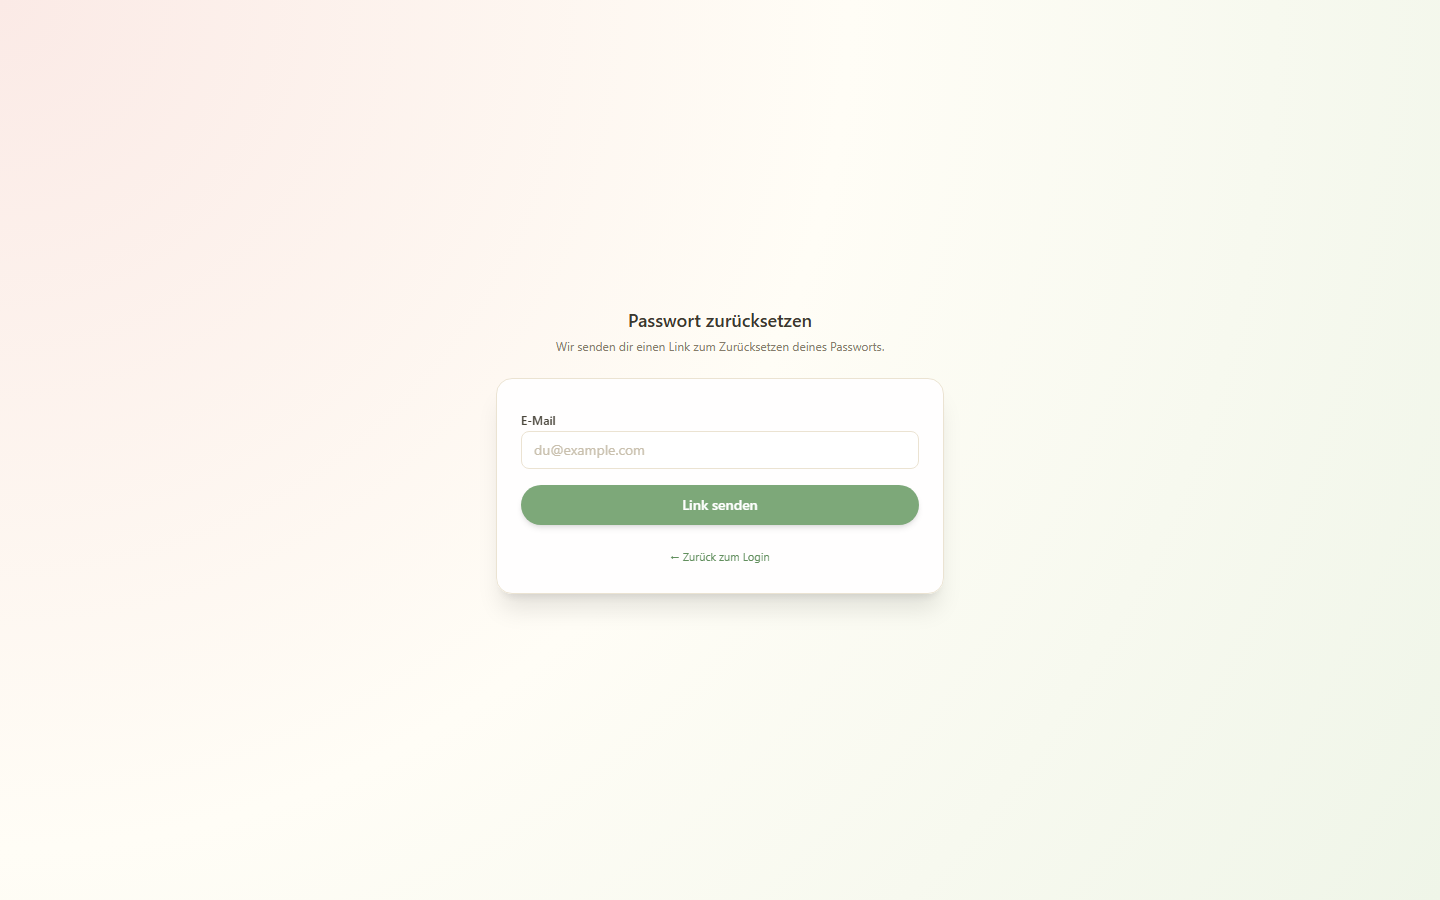 Passwort zurücksetzen
Wir senden dir einen Link zum Zurücksetzen deines Passworts.
E-Mail
du@example.com
Link senden
← Zurück zum Login